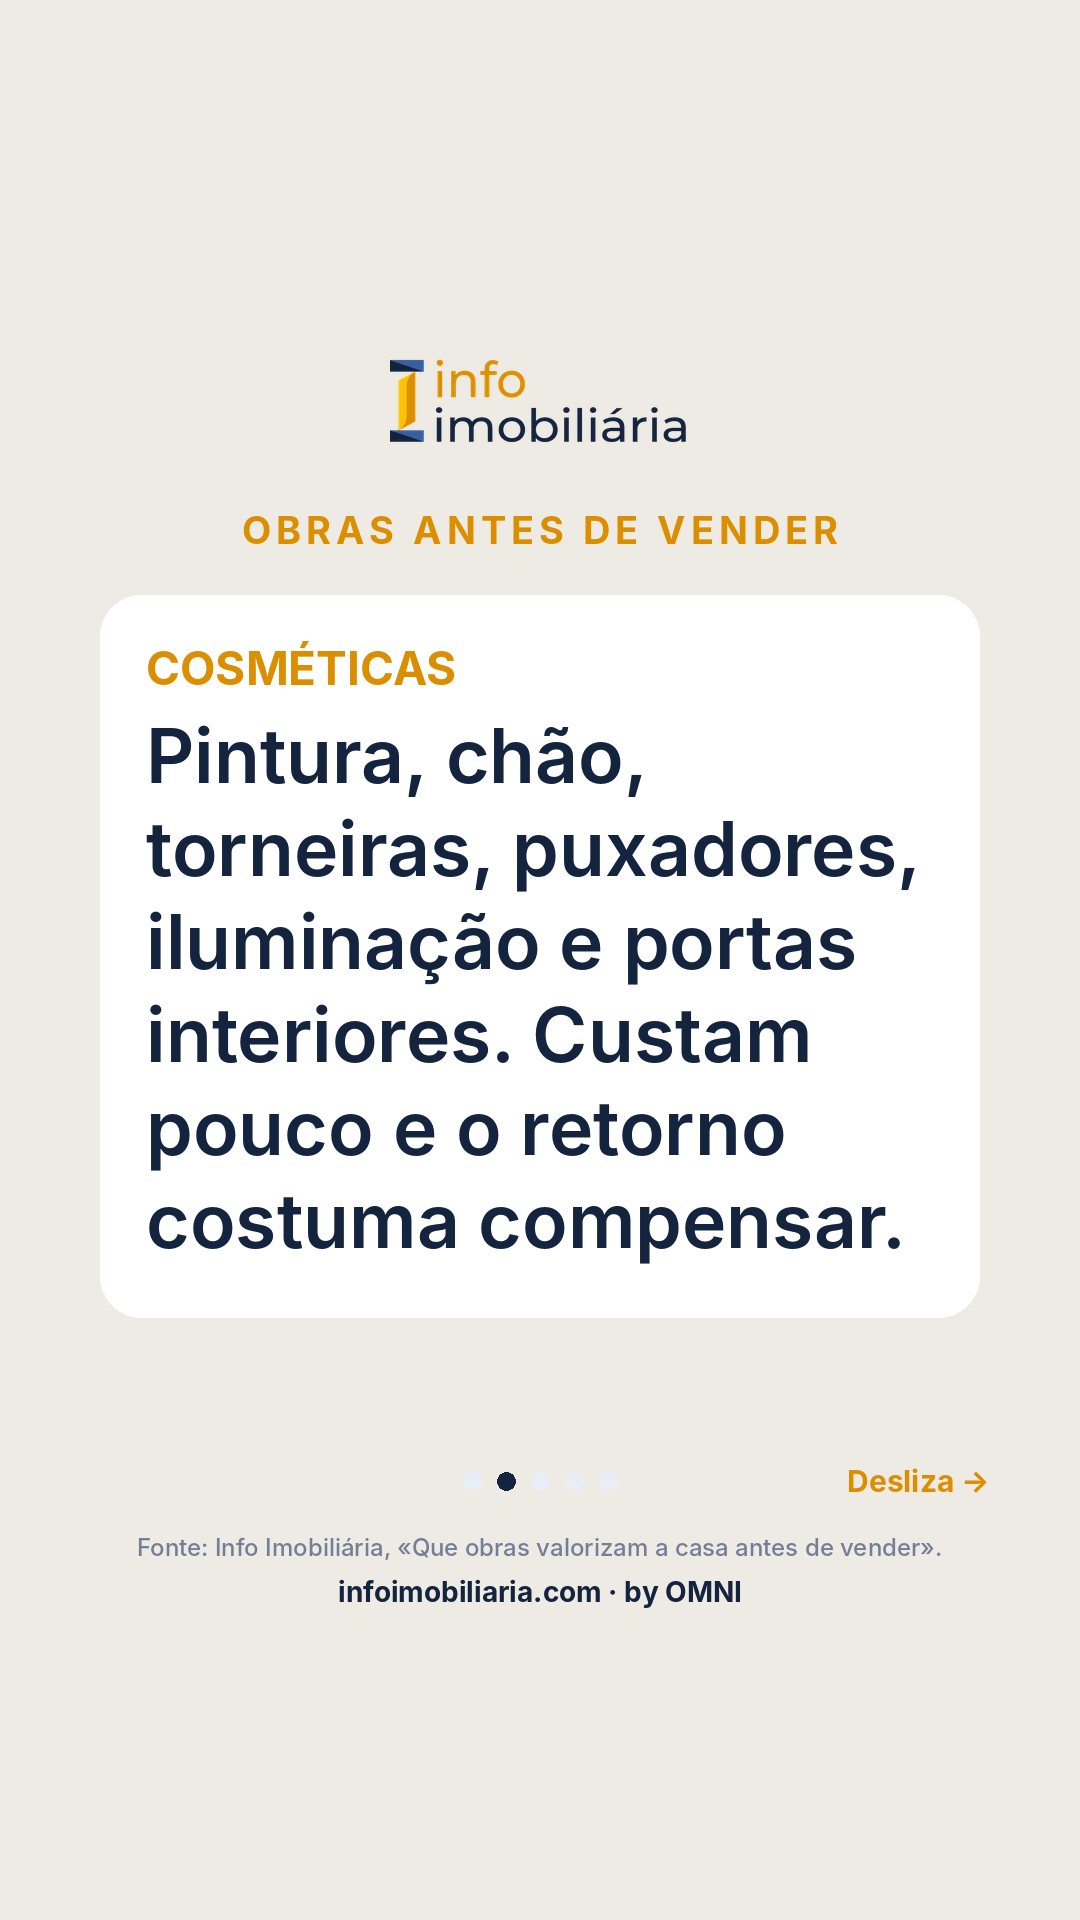 info
imobiliária
OBRAS ANTES DE VENDER
COSMÉTICAS
Pintura, chão,
torneiras, puxadores,
iluminação e portas
interiores. Custam
pouco e o retorno
costuma compensar.
Desliza →
Fonte: Info Imobiliária, «Que obras valorizam a casa antes de vender».
infoimobiliaria.com · by OMNI